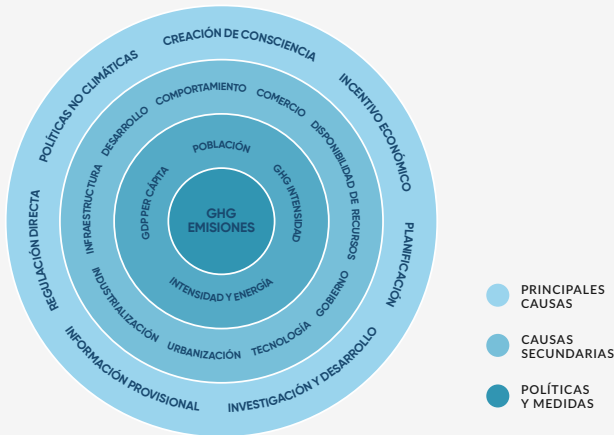 CREACIÓN DE CONSCIENCIA
INCENTIVO ECONÓMICO
PLANIFICACIÓN
INVESTIGACIÓN Y DESARROLLO
INFORMACIÓN PROVISIONAL
REGULACIÓN DIRECTA
POLÍTICAS NO CLIMÁTICAS
COMPORTAMIENTO
COMERCIO
DISPONIBILIDAD DE RECURSOS
GOBIERNO
TECNOLOGÍA
URBANIZACIÓN
INDUSTRIALIZACIÓN
INFRAESTRUCTURA
DESARROLLO
POBLACIÓN
GHG INTENSIDAD
INTENSIDAD Y ENERGÍA
GDP PER CÁPITA
GHG
EMISIONES
PRINCIPALES
CAUSAS
CAUSAS
SECUNDARIAS
POLÍTICAS
Y MEDIDAS